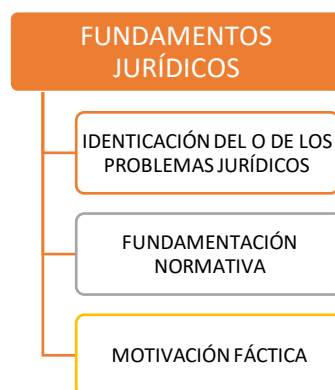 FUNDAMENTOS
JURÍDICOS
IDENTICACIÓN DEL O DE LOS
PROBLEMAS JURÍDICOS
FUNDAMENTACIÓN
NORMATIVA
MOTIVACIÓN FÁCTICA